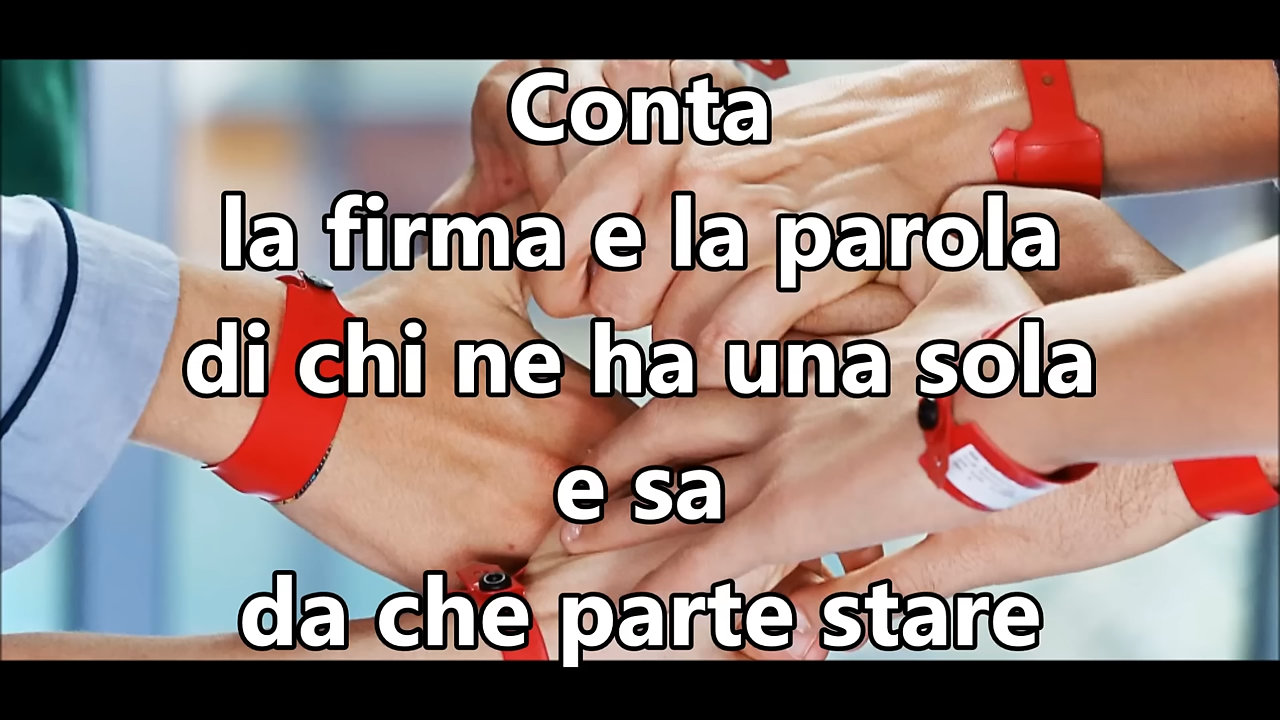 Conta
la firma e la parola
di chi ne ha una sola
e sa
da che parte stare